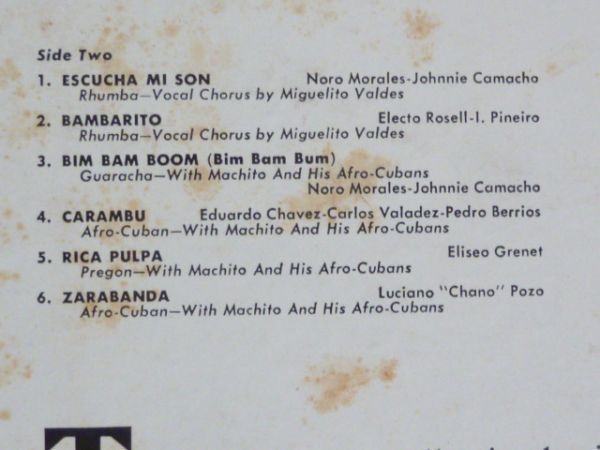 Side Two
1. ESCUCHA MI SON Noro Morales-Johnnie Camacho
Rhumba—Vocal Chorus by Miguelito Valdes
2. BAMBARITO Electo Rosell-I. Pineiro
Rhumba—Vocal Chorus by Miguelito Valdes
3. BIM BAM BOOM (Bim Bam Bum)
Guaracha—With Machito And His Afro-Cubans
Noro Morales-Johnnie Camacho
4. CARAMBU Eduardo Chavez-Carlos Valadez-Pedro Berrios
Afro-Cuban—With Machito And His Afro-Cubans
5. RICA PULPA Eliseo Grenet
Pregon—With Machito And His Afro-Cubans
6. ZARABANDA Luciano "Chano" Pozo
Afro-Cuban—With Machito And His Afro-Cubans